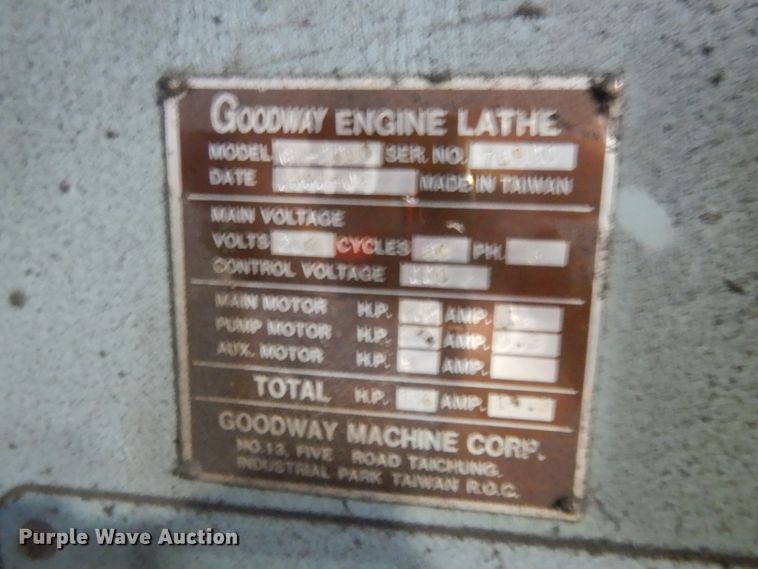 GOODWAY ENGINE LATHE
MODEL SER. NO.
DATE MADE IN TAIWAN
MAIN VOLTAGE
VOLTS CYCLES PH.
CONTROL VOLTAGE 110
MAIN MOTOR H.P. AMP.
PUMP MOTOR H.P. AMP.
AUX. MOTOR H.P. AMP.
TOTAL H.P. AMP.
GOODWAY MACHINE CORP.
NO.13, FIVE ROAD TAICHUNG.
INDUSTRIAL PARK TAIWAN R.O.C.
Purple Wave Auction